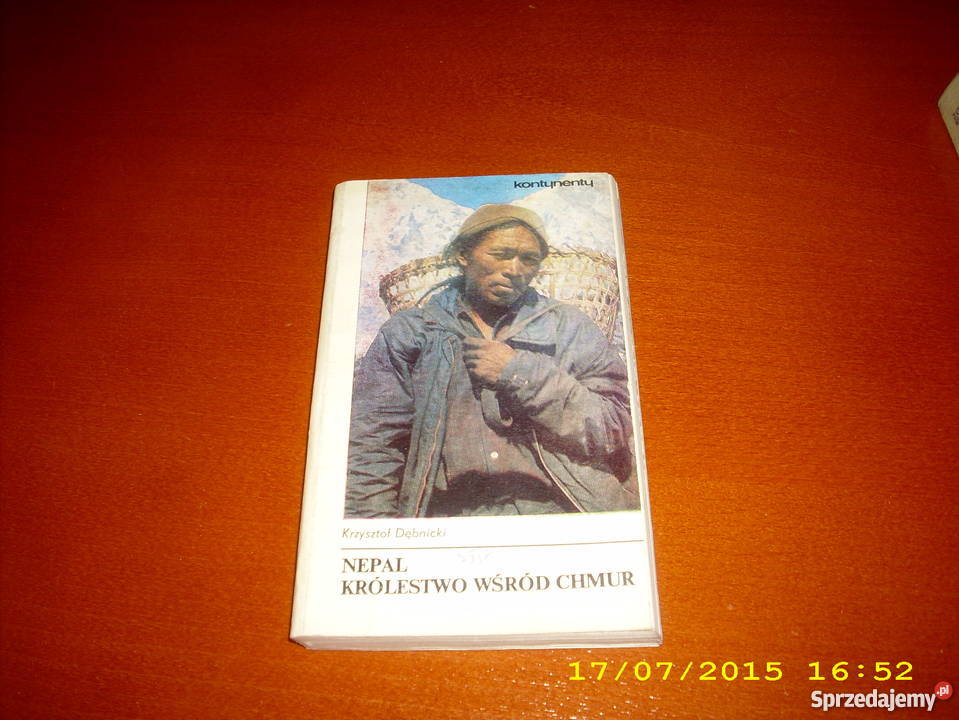 kontynenty
Krzysztof Dębnicki
NEPAL
KRÓLESTWO WŚRÓD CHMUR
17/07/2015 16:52
Sprzedajemy.pl